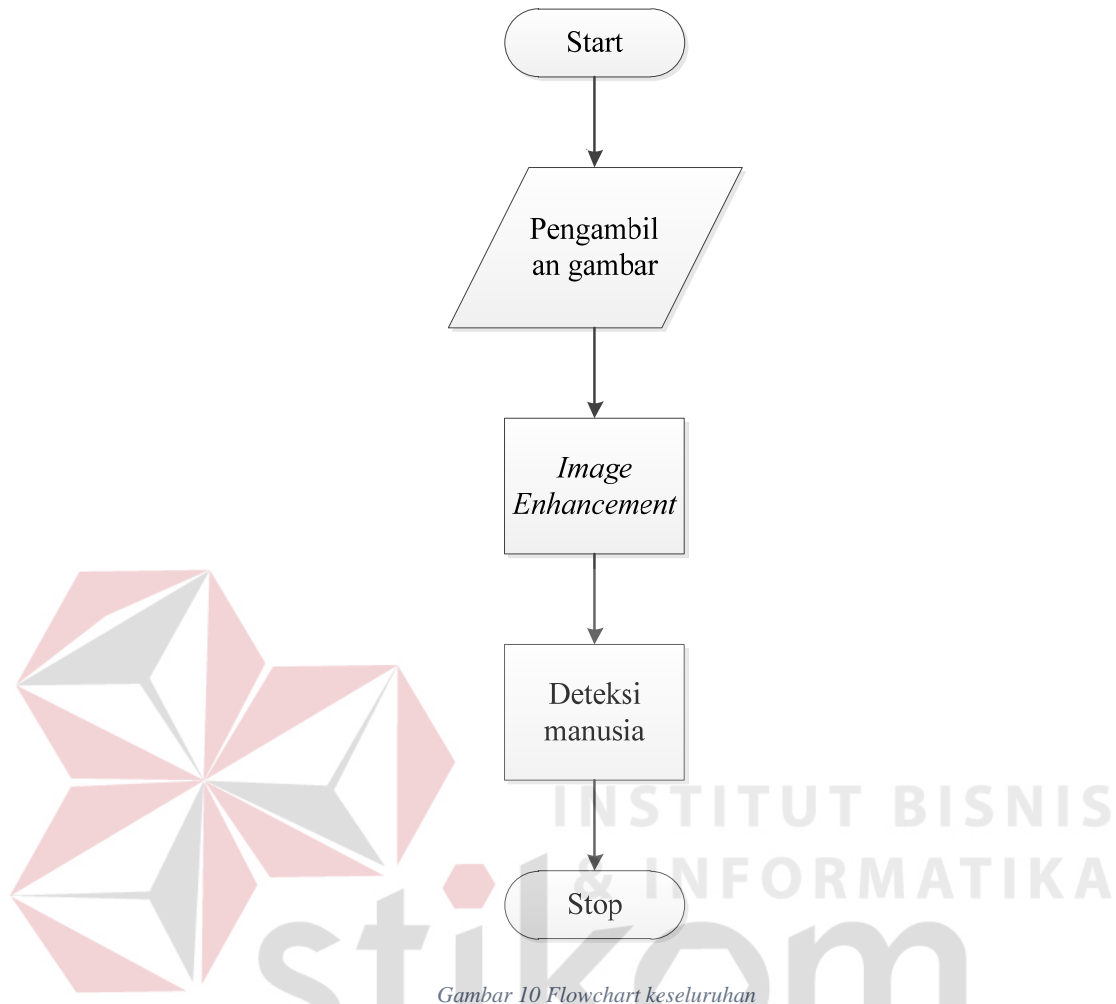 Start
Pengambil
an gambar
Image
Enhancement
Deteksi
manusia
INSTITUT BISNIS
& INFORMATIKA
Stop
stikom
Gambar 10 Flowchart keseluruhan